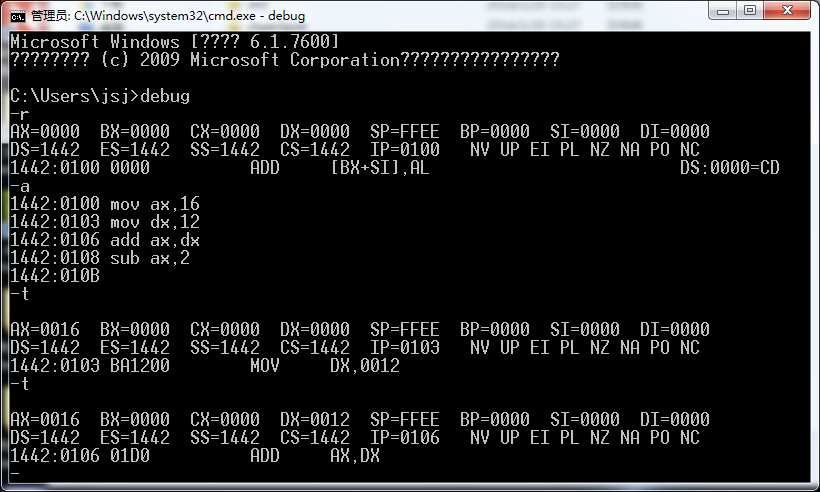 管理员: C:\Windows\system32\cmd.exe - debug
Microsoft Windows [???? 6.1.7600]
???????? (c) 2009 Microsoft Corporation????????????????
C:\Users\jsj>debug
-r
AX=0000  BX=0000  CX=0000  DX=0000  SP=FFEE  BP=0000  SI=0000  DI=0000
DS=1442  ES=1442  SS=1442  CS=1442  IP=0100   NV UP EI PL NZ NA PO NC
1442:0100 0000          ADD     [BX+SI],AL                         DS:0000=CD
-a
1442:0100 mov ax,16
1442:0103 mov dx,12
1442:0106 add ax,dx
1442:0108 sub ax,2
1442:010B
-t
AX=0016  BX=0000  CX=0000  DX=0000  SP=FFEE  BP=0000  SI=0000  DI=0000
DS=1442  ES=1442  SS=1442  CS=1442  IP=0103   NV UP EI PL NZ NA PO NC
1442:0103 BA1200        MOV     DX,0012
-t
AX=0016  BX=0000  CX=0000  DX=0012  SP=FFEE  BP=0000  SI=0000  DI=0000
DS=1442  ES=1442  SS=1442  CS=1442  IP=0106   NV UP EI PL NZ NA PO NC
1442:0106 01D0          ADD     AX,DX
-